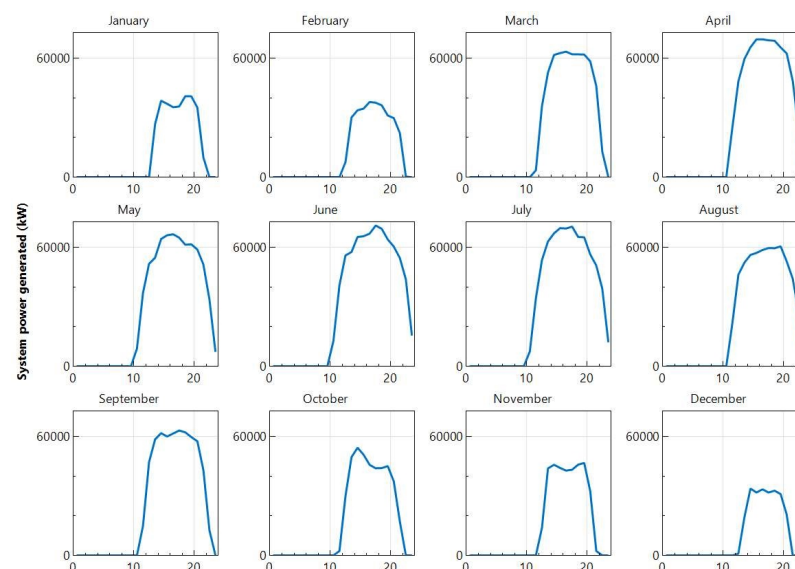 January February March April
60000 60000 60000 60000
0 0 0 0
0 10 20 0 10 20 0 10 20 0 10 20
System power generated (kW)
May June July August
60000 60000 60000 60000
0 0 0 0
0 10 20 0 10 20 0 10 20 0 10 20
September October November December
60000 60000 60000 60000
0 0 0 0
0 10 20 0 10 20 0 10 20 0 10 20